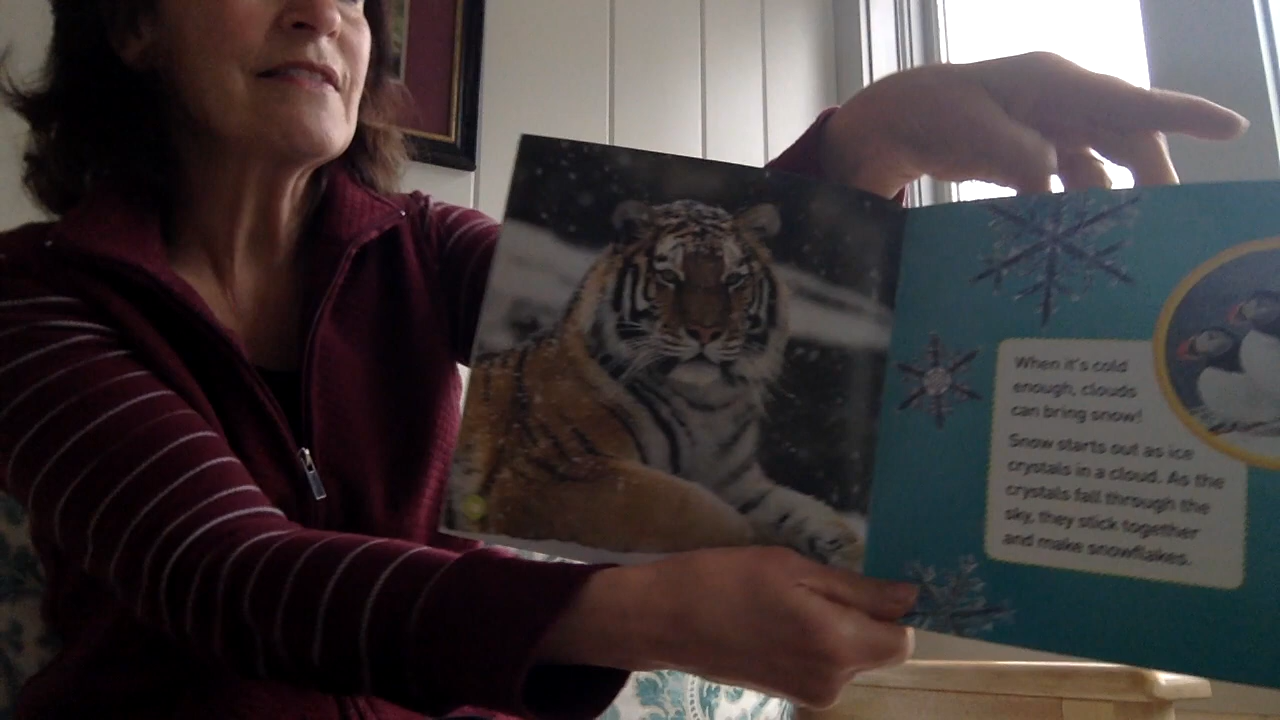 When it's cold
enough, clouds
can bring snow!
Snow starts out as ice
crystals in a cloud. As the
crystals fall through the
sky, they stick together
and make snowflakes.